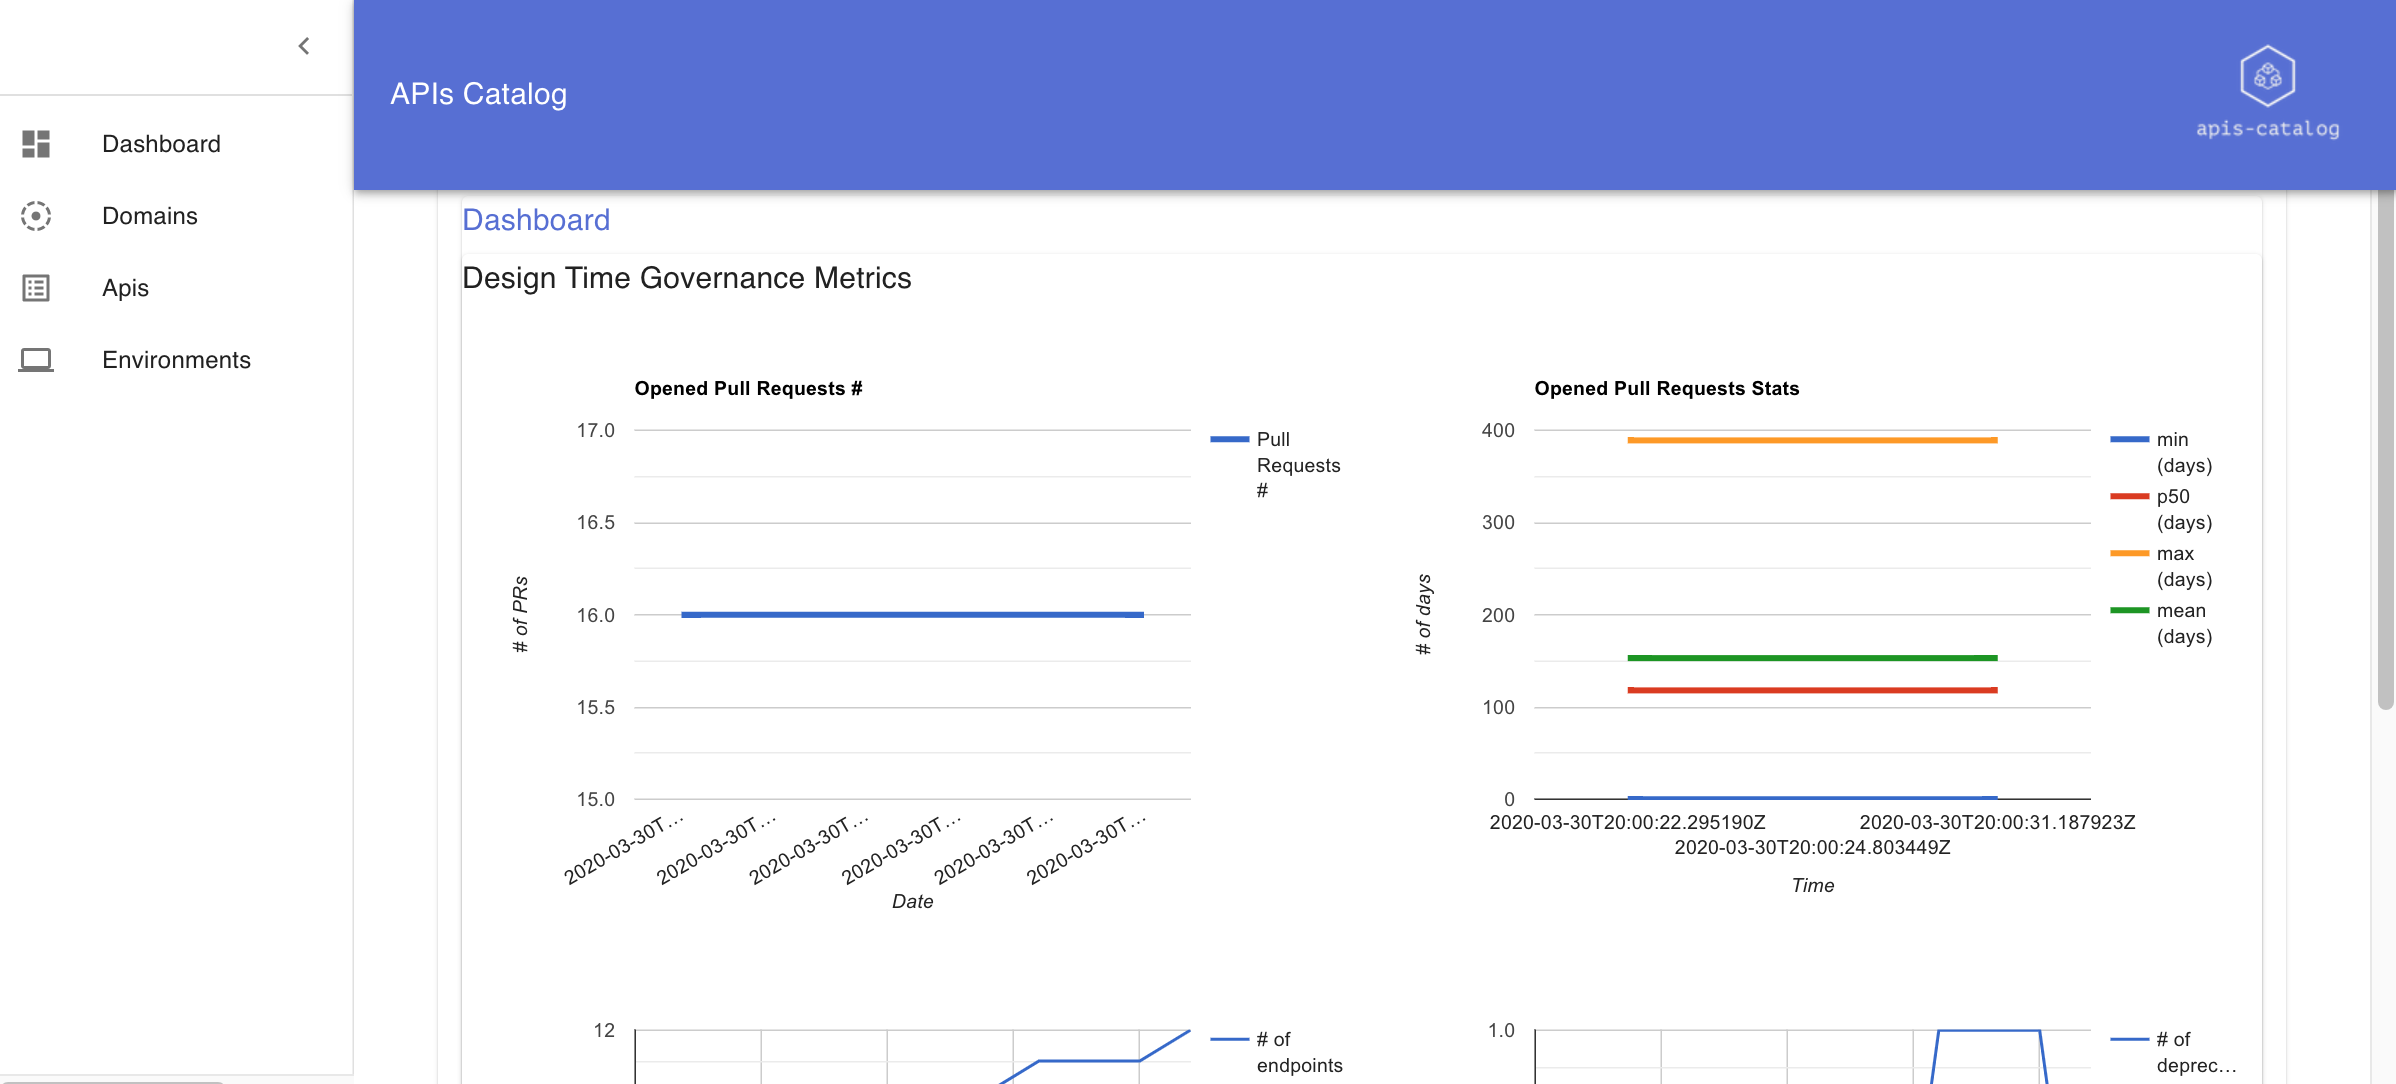 APIs Catalog
apis-catalog
Dashboard
Domains
Apis
Environments
Dashboard
Design Time Governance Metrics
Opened Pull Requests #
17.0
16.5
16.0
15.5
15.0
# of PRs
2020-03-30T…
2020-03-30T…
2020-03-30T…
2020-03-30T…
2020-03-30T…
2020-03-30T…
Date
Pull
Requests
#
Opened Pull Requests Stats
400
300
200
100
0
# of days
2020-03-30T20:00:22.295190Z
2020-03-30T20:00:31.187923Z
2020-03-30T20:00:24.803449Z
Time
min
(days)
p50
(days)
max
(days)
mean
(days)
12
# of
endpoints
1.0
# of
deprec…